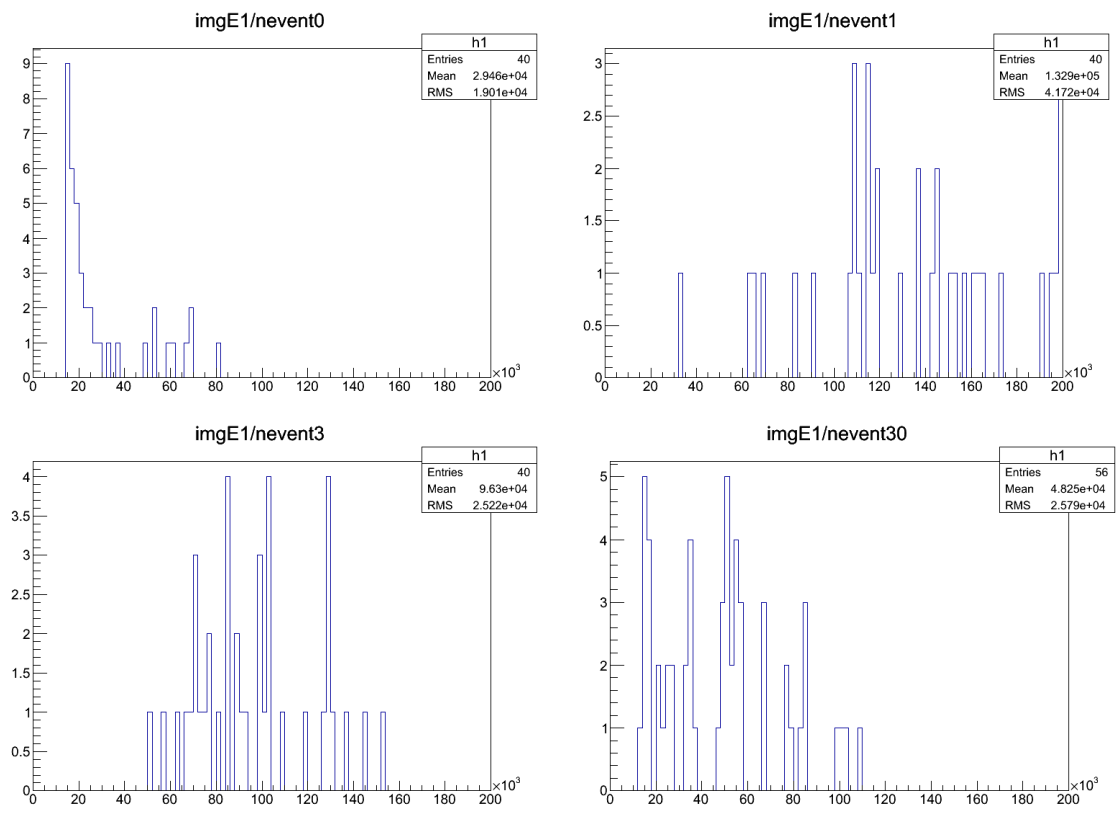 imgE1/nevent0
h1
Entries 40
Mean 2.946e+04
RMS 1.901e+04
9
8
7
6
5
4
3
2
1
0
0 20 40 60 80 100 120 140 160 180 200
×10³
imgE1/nevent1
h1
Entries 40
Mean 1.329e+05
RMS 4.172e+04
3
2.5
2
1.5
1
0.5
0
0 20 40 60 80 100 120 140 160 180 200
×10³
imgE1/nevent3
h1
Entries 40
Mean 9.63e+04
RMS 2.522e+04
4
3.5
3
2.5
2
1.5
1
0.5
0
0 20 40 60 80 100 120 140 160 180 200
×10³
imgE1/nevent30
h1
Entries 56
Mean 4.825e+04
RMS 2.579e+04
5
4
3
2
1
0
0 20 40 60 80 100 120 140 160 180 200
×10³